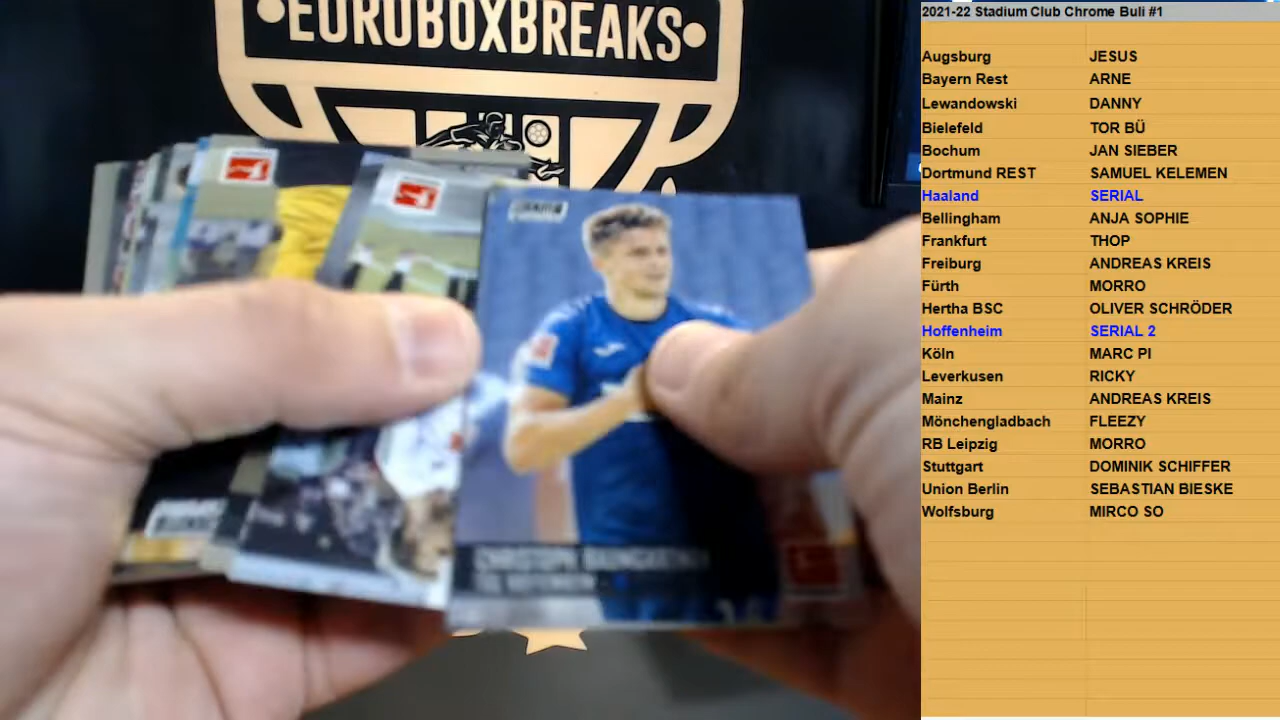 EUROBOXBREAKS
2021-22 Stadium Club Chrome Buli #1
Augsburg JESUS
Bayern Rest ARNE
Lewandowski DANNY
Bielefeld TOR BÜ
Bochum JAN SIEBER
Dortmund REST SAMUEL KELEMEN
Haaland SERIAL
Bellingham ANJA SOPHIE
Frankfurt THOP
Freiburg ANDREAS KREIS
Fürth MORRO
Hertha BSC OLIVER SCHRÖDER
Hoffenheim SERIAL 2
Köln MARC PI
Leverkusen RICKY
Mainz ANDREAS KREIS
Mönchengladbach FLEEZY
RB Leipzig MORRO
Stuttgart DOMINIK SCHIFFER
Union Berlin SEBASTIAN BIESKE
Wolfsburg MIRCO SO
CHRISTOPH BAUMGARTNER
TSG HOFFENHEIM